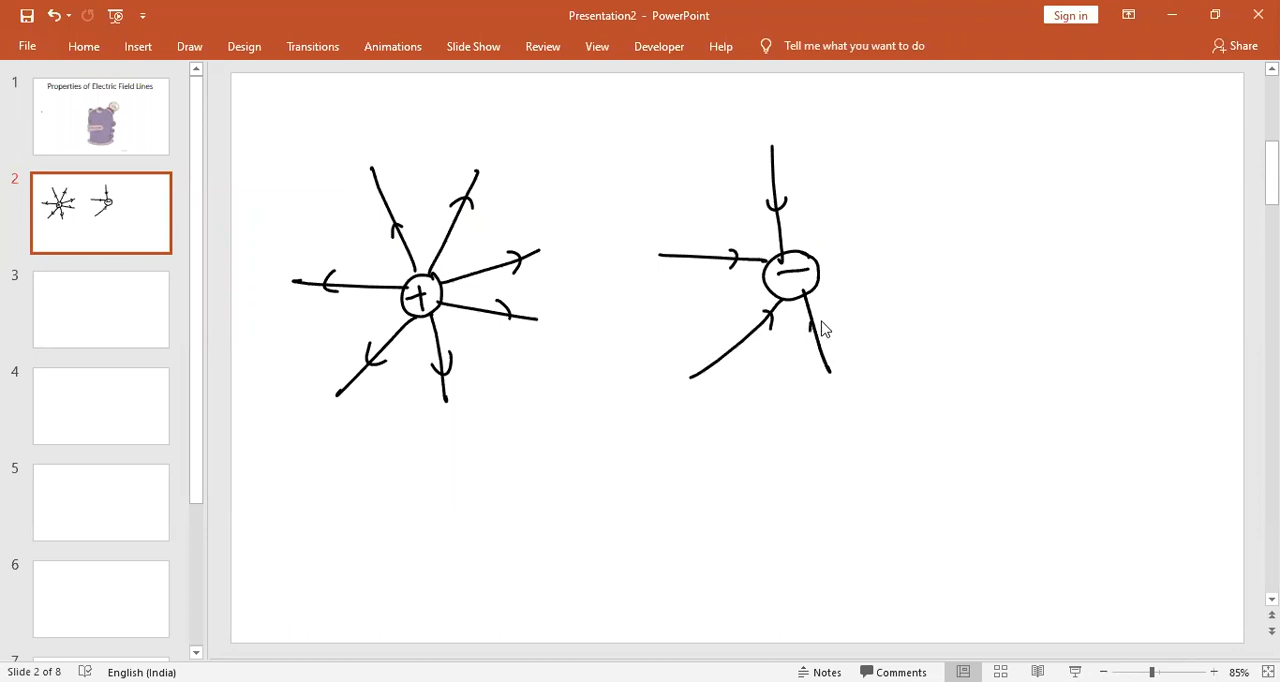 Presentation2 - PowerPoint
Sign in
File Home Insert Draw Design Transitions Animations Slide Show Review View Developer Help Tell me what you want to do Share
1
Properties of Electric Field Lines
2
3
4
5
6
+
−
Slide 2 of 8 English (India) Notes Comments 85%